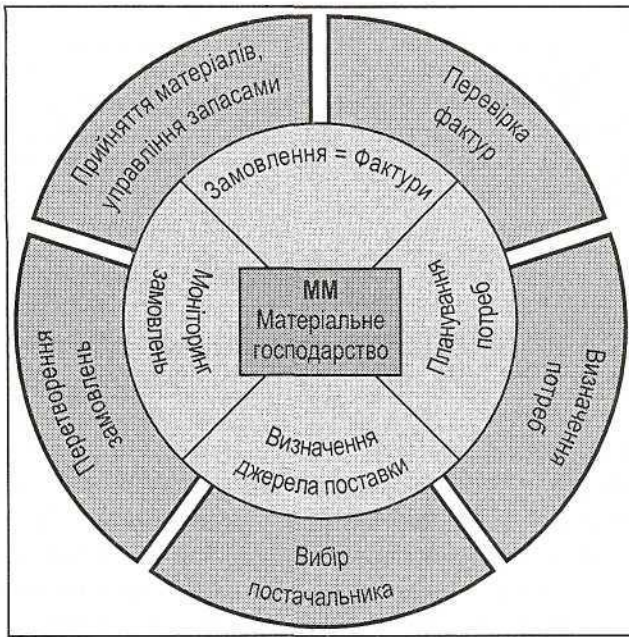 Прийняття матеріалів,
управління запасами
Перевірка
фактур
Замовлення = Фактури
Моніторинг
замовлень
ММ
Матеріальне
господарство
Планування
потреб
Визначення
потреб
Перетворення
замовлень
Визначення
джерела поставки
Вибір
постачальника